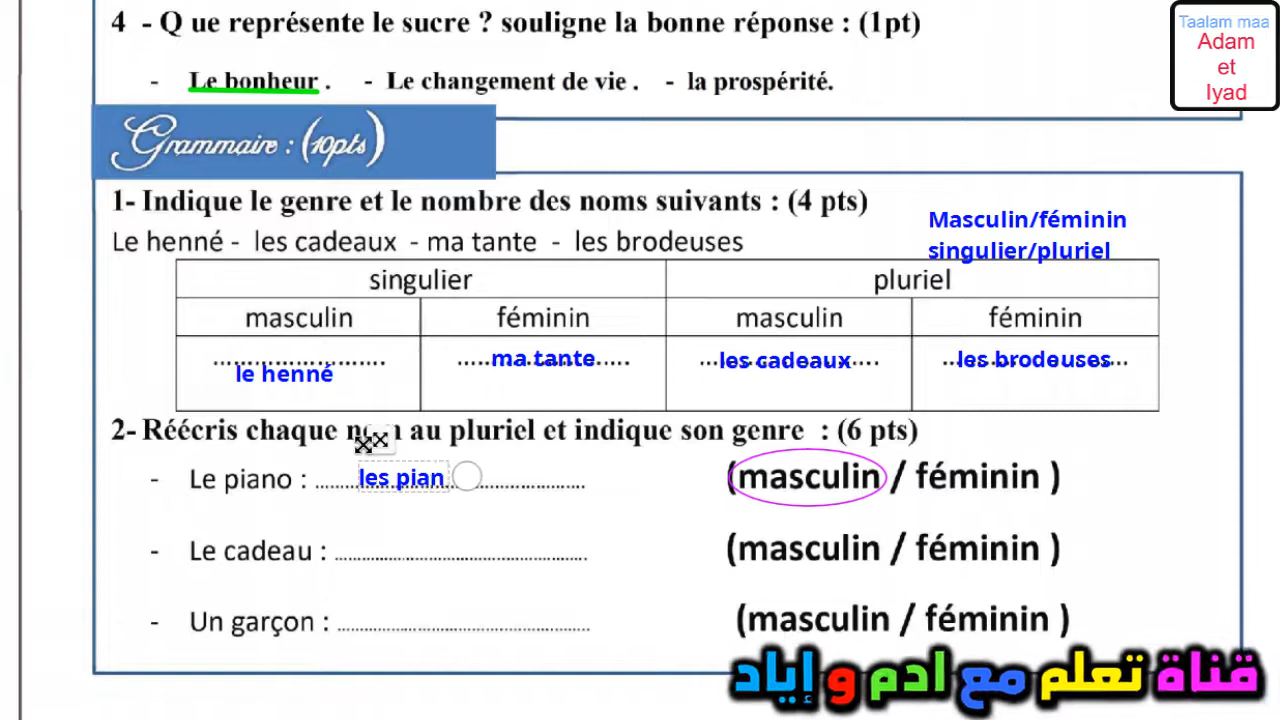 4 - Q ue représente le sucre ? souligne la bonne réponse : (1pt)
Taalam maa
Adam
et
Iyad
- Le bonheur . - Le changement de vie . - la prospérité.
Grammaire : (10pts)
1- Indique le genre et le nombre des noms suivants : (4 pts)
Masculin/féminin
singulier/pluriel
Le henné - les cadeaux - ma tante - les brodeuses
singulier pluriel
masculin féminin masculin féminin
le henné ma tante les cadeaux les brodeuses
2- Réécris chaque nom au pluriel et indique son genre : (6 pts)
- Le piano : ......les pian.................... (masculin / féminin )
- Le cadeau : .................................................... (masculin / féminin )
- Un garçon : .................................................... (masculin / féminin )
قناة تعلم مع ادم و إياد